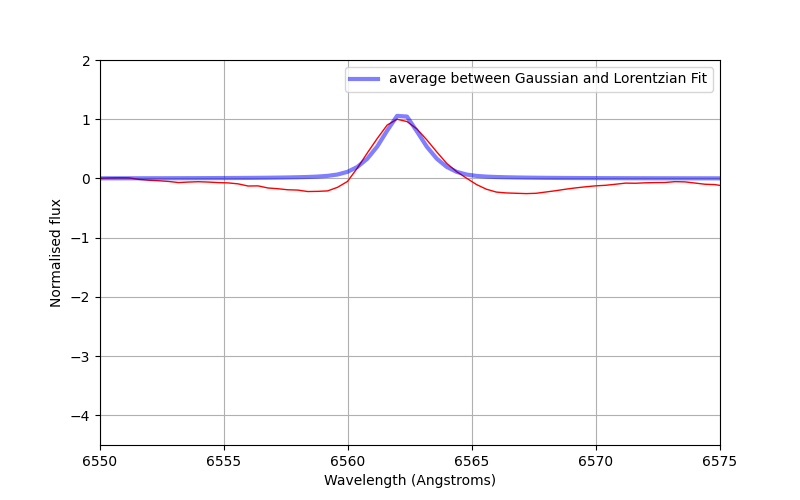 average between Gaussian and Lorentzian Fit
2
1
0
−1
−2
−3
−4
Normalised flux
6550 6555 6560 6565 6570 6575
Wavelength (Angstroms)